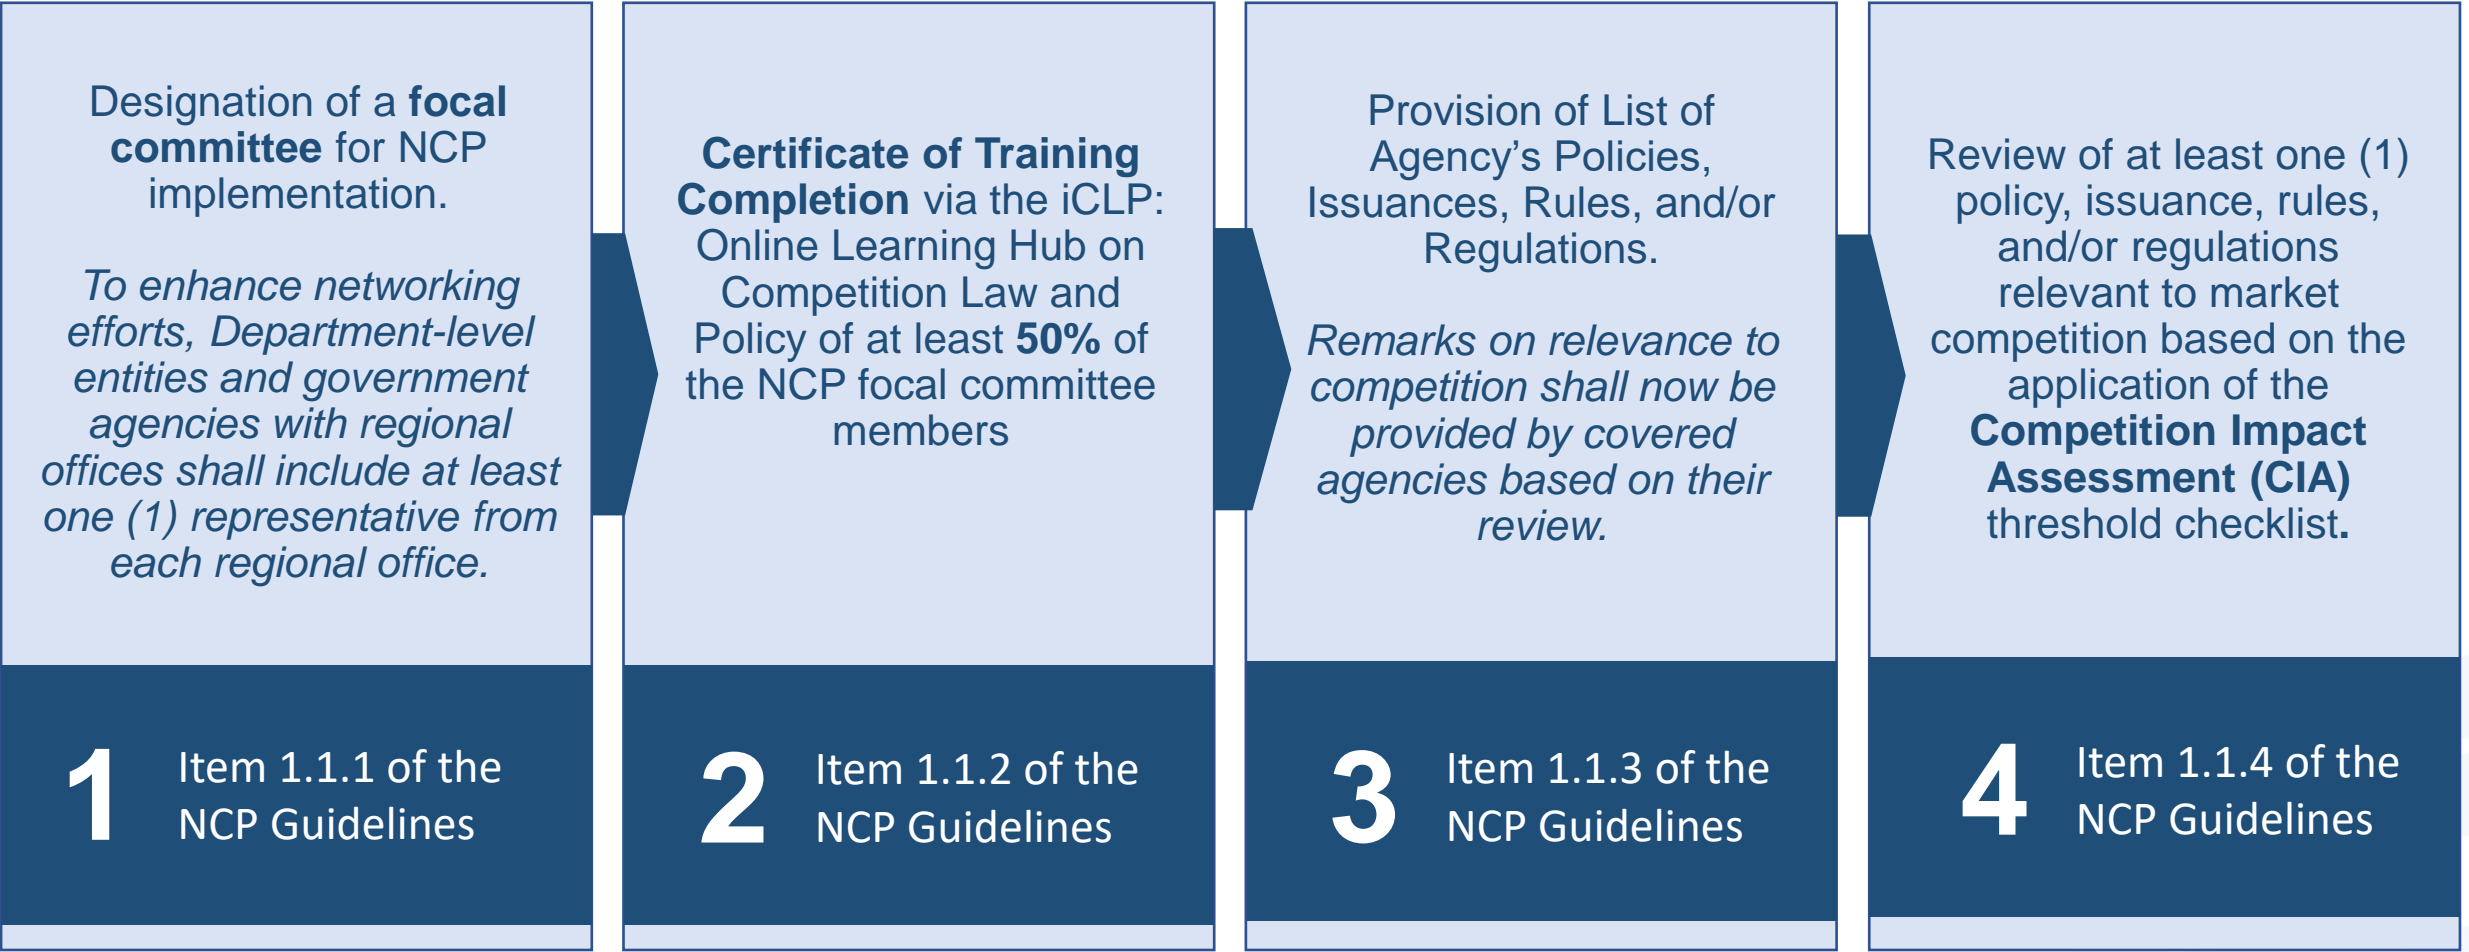 Designation of a focal
committee for NCP
implementation.
To enhance networking
efforts, Department-level
entities and government
agencies with regional
offices shall include at least
one (1) representative from
each regional office.
1
Item 1.1.1 of the
NCP Guidelines
Certificate of Training
Completion via the iCLP:
Online Learning Hub on
Competition Law and
Policy of at least 50% of
the NCP focal committee
members
2
Item 1.1.2 of the
NCP Guidelines
Provision of List of
Agency’s Policies,
Issuances, Rules, and/or
Regulations.
Remarks on relevance to
competition shall now be
provided by covered
agencies based on their
review.
3
Item 1.1.3 of the
NCP Guidelines
Review of at least one (1)
policy, issuance, rules,
and/or regulations
relevant to market
competition based on the
application of the
Competition Impact
Assessment (CIA)
threshold checklist.
4
Item 1.1.4 of the
NCP Guidelines